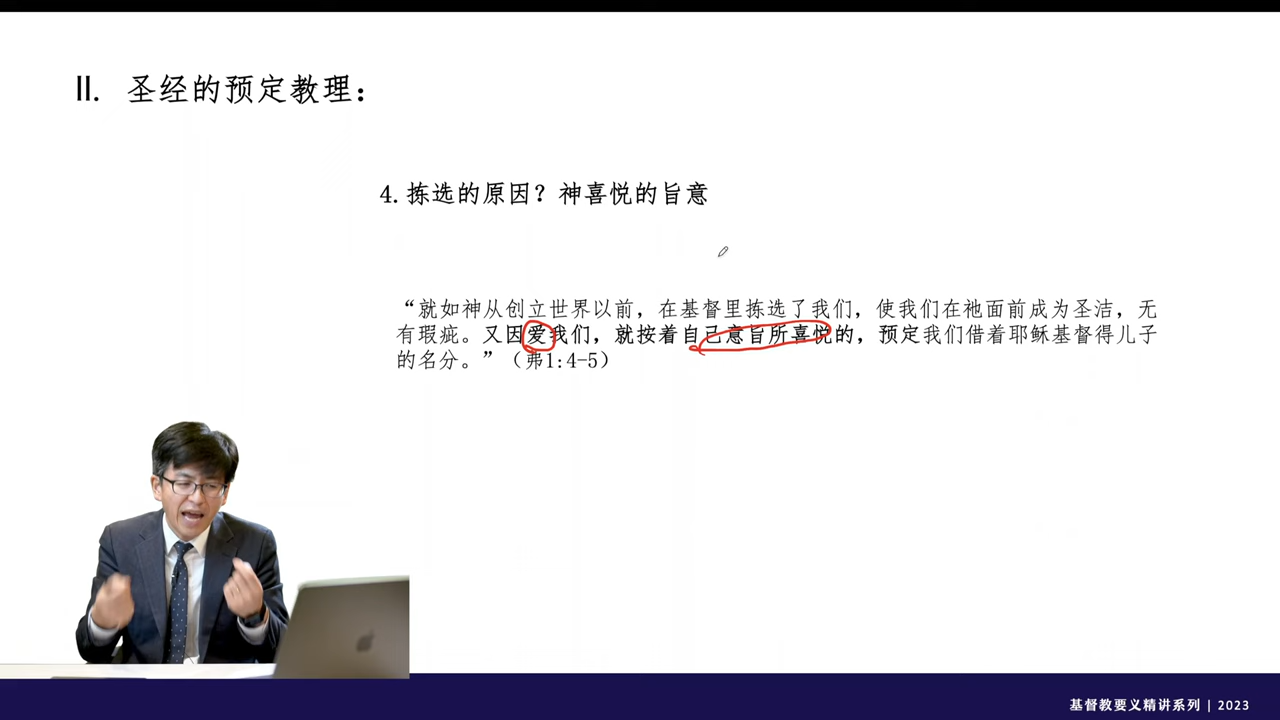 II. 圣经的预定教理：
4.拣选的原因？神喜悦的旨意
“就如神从创立世界以前，在基督里拣选了我们，使我们在祂面前成为圣洁，无
有瑕疵。又因爱我们，就按着自己意旨所喜悦的，预定我们借着耶稣基督得儿子
的名分。”（弗1:4-5）
基督教要义精讲系列 | 2023